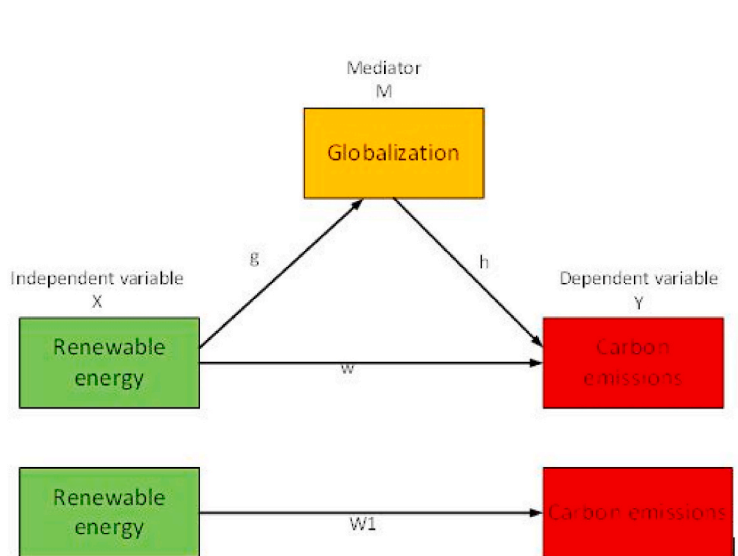 Mediator
M
Globalization
g
h
Independent variable
X
Dependent variable
Y
Renewable
energy
w
Carbon
emissions
Renewable
energy
W1
Carbon emissions